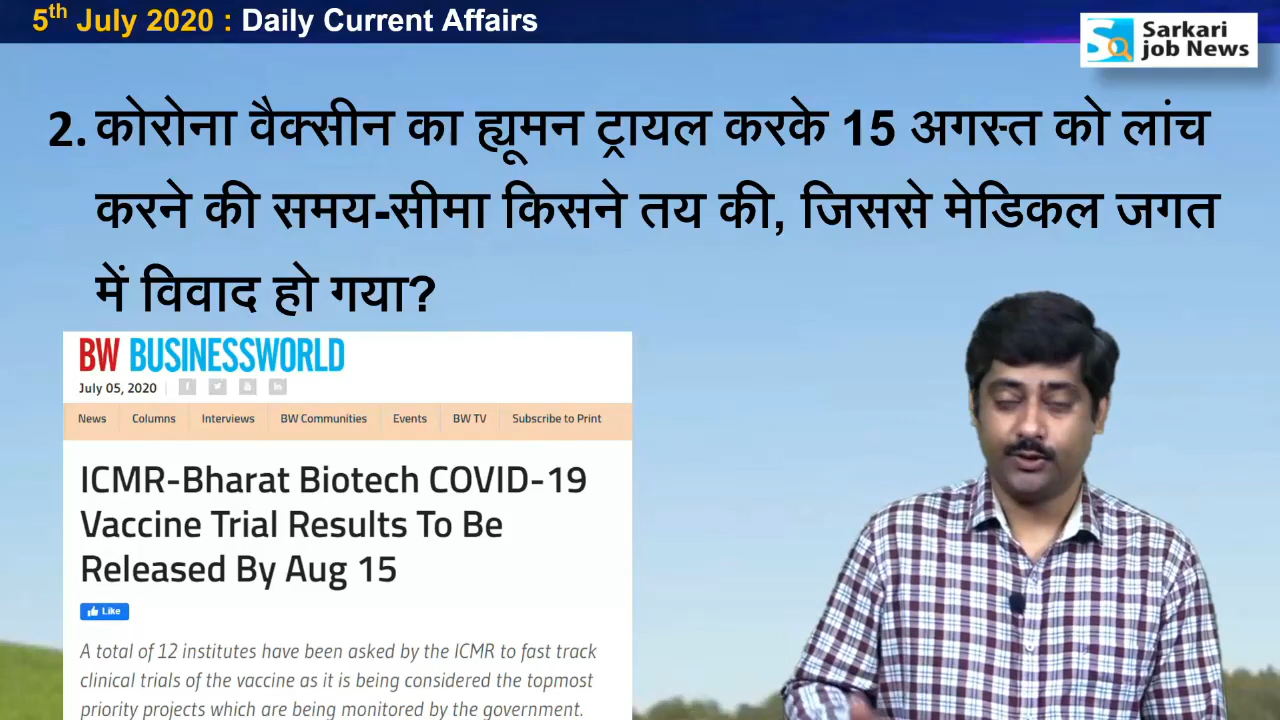 5th July 2020 : Daily Current Affairs
Sarkari
job News
2. कोरोना वैक्सीन का ह्यूमन ट्रायल करके 15 अगस्त को लांच
करने की समय-सीमा किसने तय की, जिससे मेडिकल जगत
में विवाद हो गया?
BW BUSINESSWORLD
July 05, 2020
News Columns Interviews BW Communities Events BW TV Subscribe to Print
ICMR-Bharat Biotech COVID-19
Vaccine Trial Results To Be
Released By Aug 15
Like
A total of 12 institutes have been asked by the ICMR to fast track
clinical trials of the vaccine as it is being considered the topmost
priority projects which are being monitored by the government.